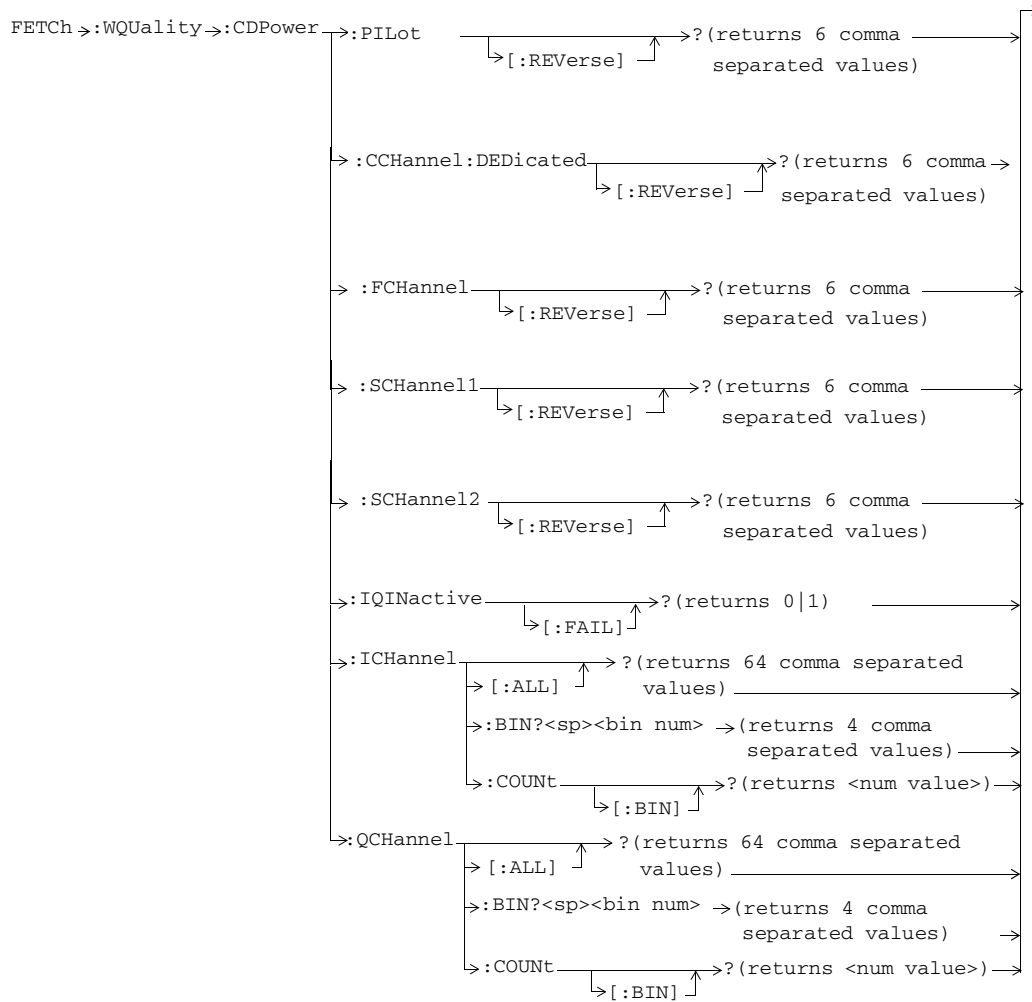 FETCh :WQUality :CDPower :PILot ?(returns 6 comma
[:REVerse] separated values)
:CCHannel:DEDicated ?(returns 6 comma
[:REVerse] separated values)
:FCHannel ?(returns 6 comma
[:REVerse] separated values)
:SCHannel1 ?(returns 6 comma
[:REVerse] separated values)
:SCHannel2 ?(returns 6 comma
[:REVerse] separated values)
:IQINactive ?(returns 0|1)
[:FAIL]
:ICHannel ?(returns 64 comma separated
[:ALL] values)
:BIN?<sp><bin num> (returns 4 comma
separated values)
:COUNt ?(returns <num value>)
[:BIN]
:QCHannel ?(returns 64 comma separated
[:ALL] values)
:BIN?<sp><bin num> (returns 4 comma
separated values)
:COUNt ?(returns <num value>)
[:BIN]